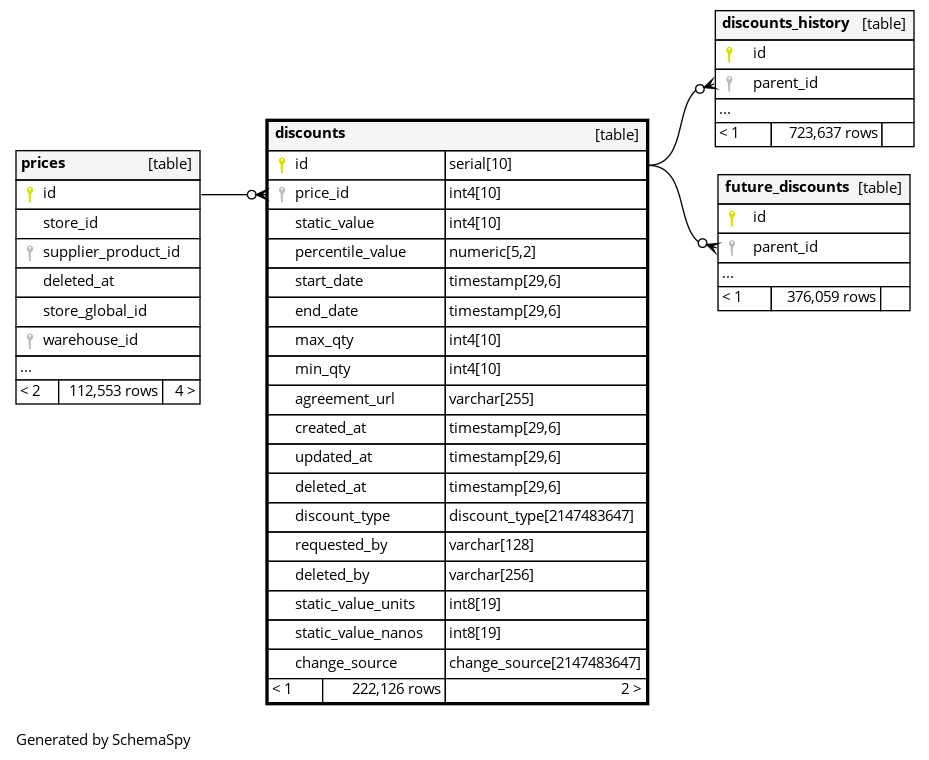 prices [table]
id
store_id
supplier_product_id
deleted_at
store_global_id
warehouse_id
...
< 2 112,553 rows 4 >
discounts [table]
id serial[10]
price_id int4[10]
static_value int4[10]
percentile_value numeric[5,2]
start_date timestamp[29,6]
end_date timestamp[29,6]
max_qty int4[10]
min_qty int4[10]
agreement_url varchar[255]
created_at timestamp[29,6]
updated_at timestamp[29,6]
deleted_at timestamp[29,6]
discount_type discount_type[2147483647]
requested_by varchar[128]
deleted_by varchar[256]
static_value_units int8[19]
static_value_nanos int8[19]
change_source change_source[2147483647]
< 1 222,126 rows 2 >
discounts_history [table]
id
parent_id
...
< 1 723,637 rows
future_discounts [table]
id
parent_id
...
< 1 376,059 rows
Generated by SchemaSpy